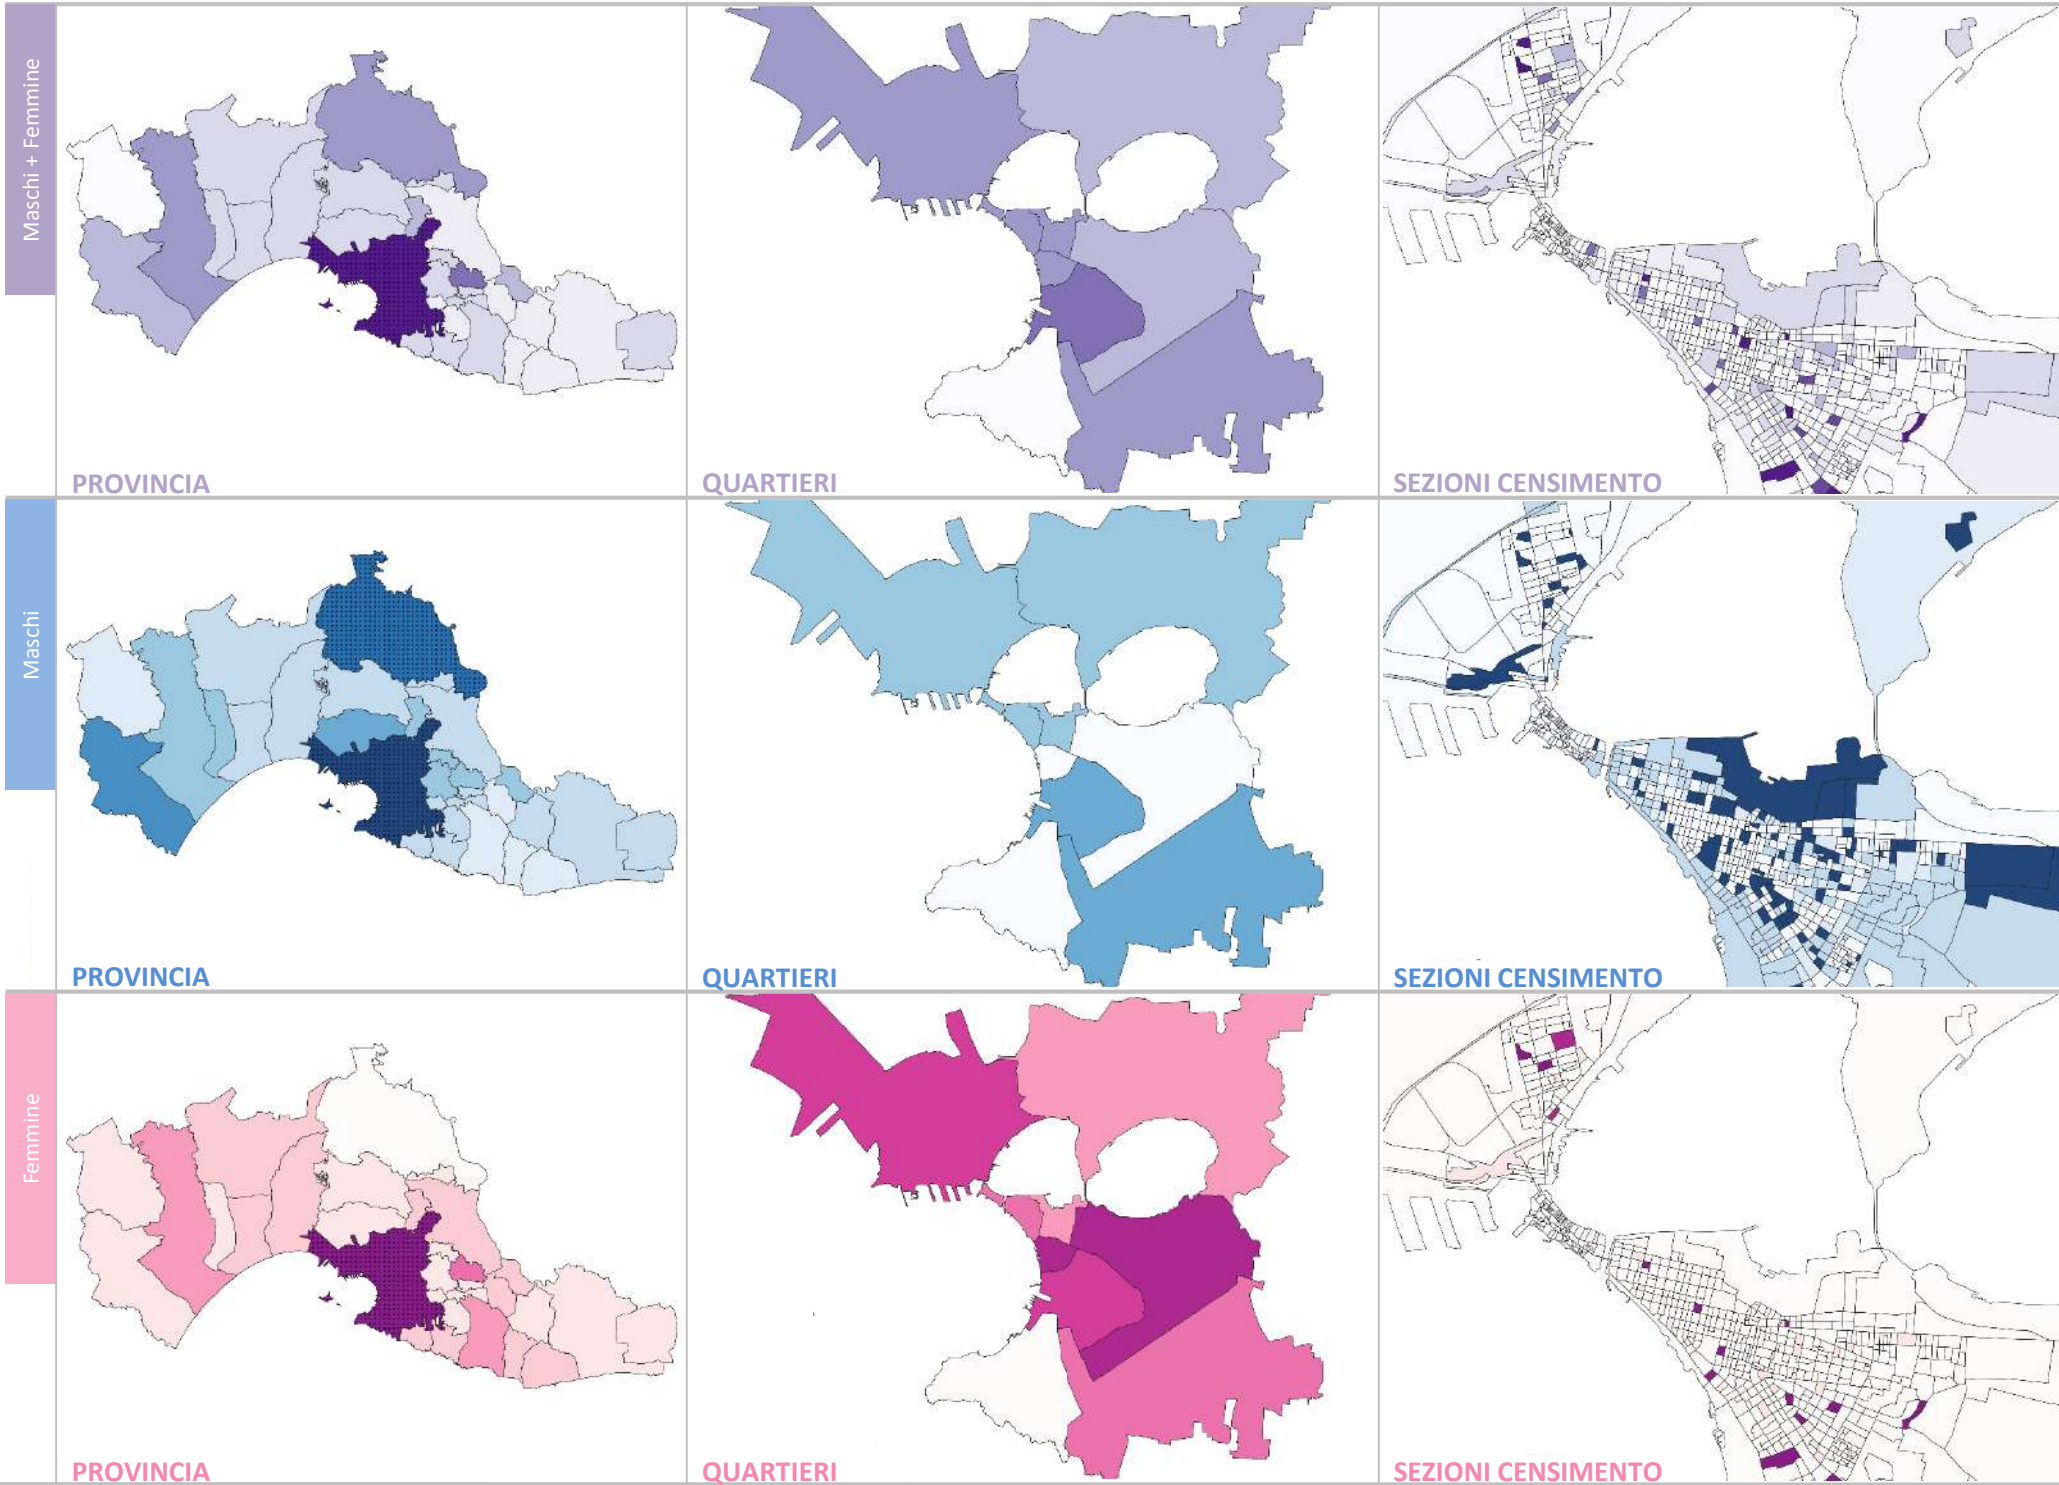 Maschi + Femmine
PROVINCIA
QUARTIERI
SEZIONI CENSIMENTO
Maschi
PROVINCIA
QUARTIERI
SEZIONI CENSIMENTO
Femmine
PROVINCIA
QUARTIERI
SEZIONI CENSIMENTO